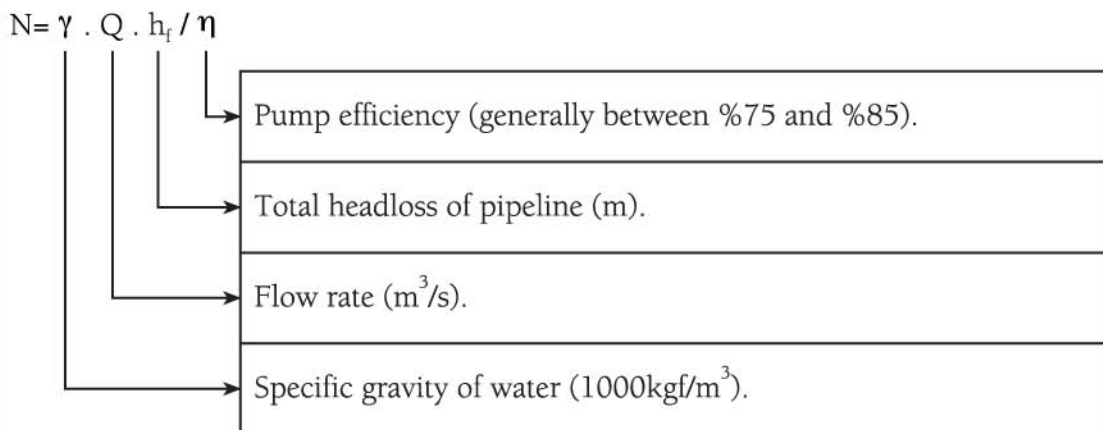 N= γ . Q . h_f / η
Pump efficiency (generally between %75 and %85).
Total headloss of pipeline (m).
Flow rate (m³/s).
Specific gravity of water (1000kgf/m³).